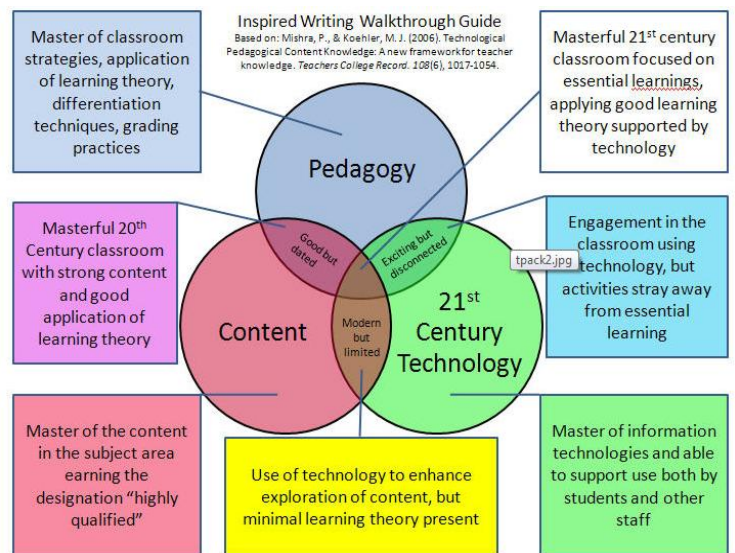 Inspired Writing Walkthrough Guide
Based on: Mishra, P., & Koehler, M. J. (2006). Technological
Pedagogical Content Knowledge: A new framework for teacher
knowledge. Teachers College Record. 108(6), 1017-1054.
Master of classroom
strategies, application
of learning theory,
differentiation
techniques, grading
practices
Masterful 21st century
classroom focused on
essential learnings,
applying good learning
theory supported by
technology
Pedagogy
Masterful 20th
Century classroom
with strong content
and good
application of
learning theory
Good but
dated
Exciting but
disconnected
tpack2.jpg
Engagement in the
classroom using
technology, but
activities stray away
from essential
learning
Content
Modern
but
limited
21st
Century
Technology
Master of the content
in the subject area
earning the
designation “highly
qualified”
Use of technology to enhance
exploration of content, but
minimal learning theory present
Master of information
technologies and able
to support use both by
students and other
staff